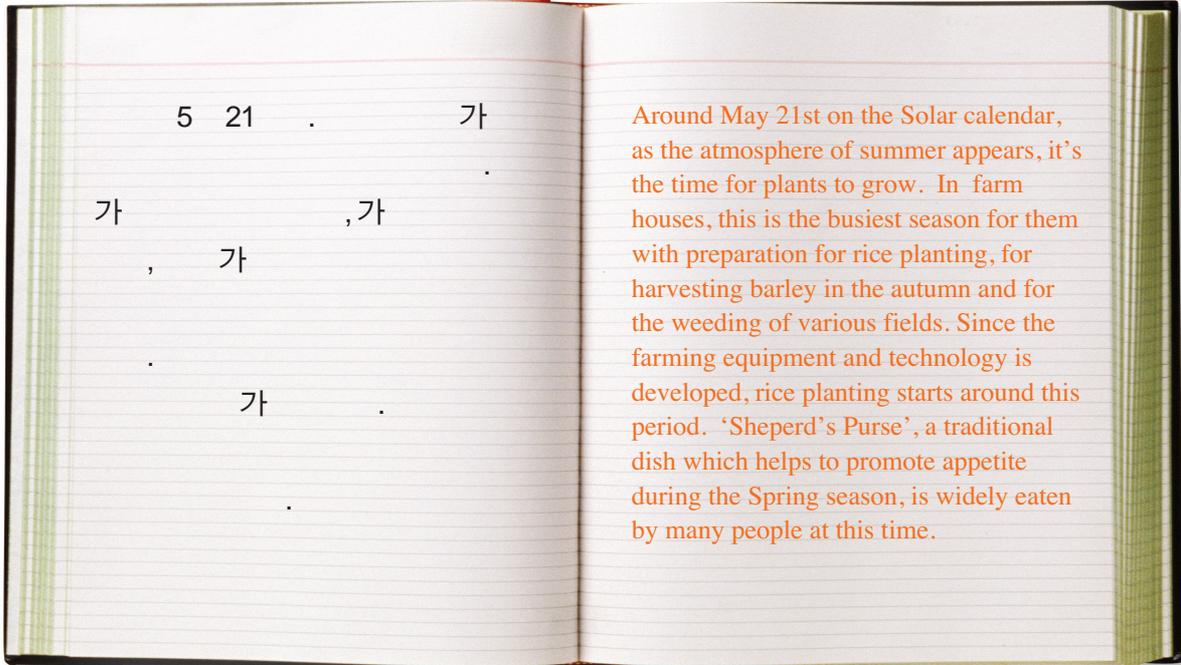 5 21 . 가
.
가 , 가
, 가
.
가 .
.
Around May 21st on the Solar calendar,
as the atmosphere of summer appears, it’s
the time for plants to grow. In farm
houses, this is the busiest season for them
with preparation for rice planting, for
harvesting barley in the autumn and for
the weeding of various fields. Since the
farming equipment and technology is
developed, rice planting starts around this
period. ‘Sheperd’s Purse’, a traditional
dish which helps to promote appetite
during the Spring season, is widely eaten
by many people at this time.